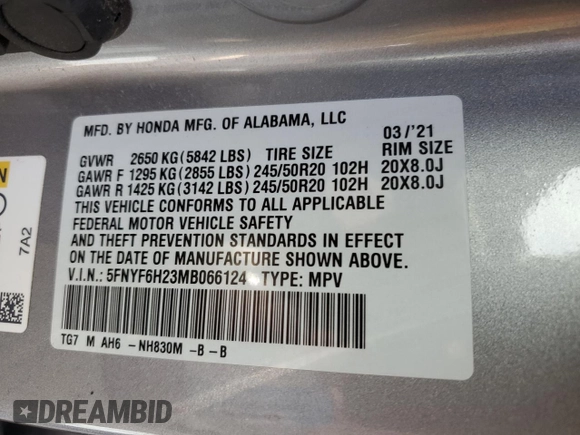 MFD. BY HONDA MFG. OF ALABAMA, LLC 03/'21
GVWR 2650 KG(5842 LBS) TIRE SIZE RIM SIZE
GAWR F 1295 KG(2855 LBS) 245/50R20 102H 20X8.0J
GAWR R 1425 KG(3142 LBS) 245/50R20 102H 20X8.0J
THIS VEHICLE CONFORMS TO ALL APPLICABLE
FEDERAL MOTOR VEHICLE SAFETY
AND THEFT PREVENTION STANDARDS IN EFFECT
ON THE DATE OF MANUFACTURE SHOWN ABOVE.
V.I.N.: 5FNYF6H23MB066124 TYPE: MPV
TG7 M AH6 -NH830M -B -B
7A2
DREAMBID